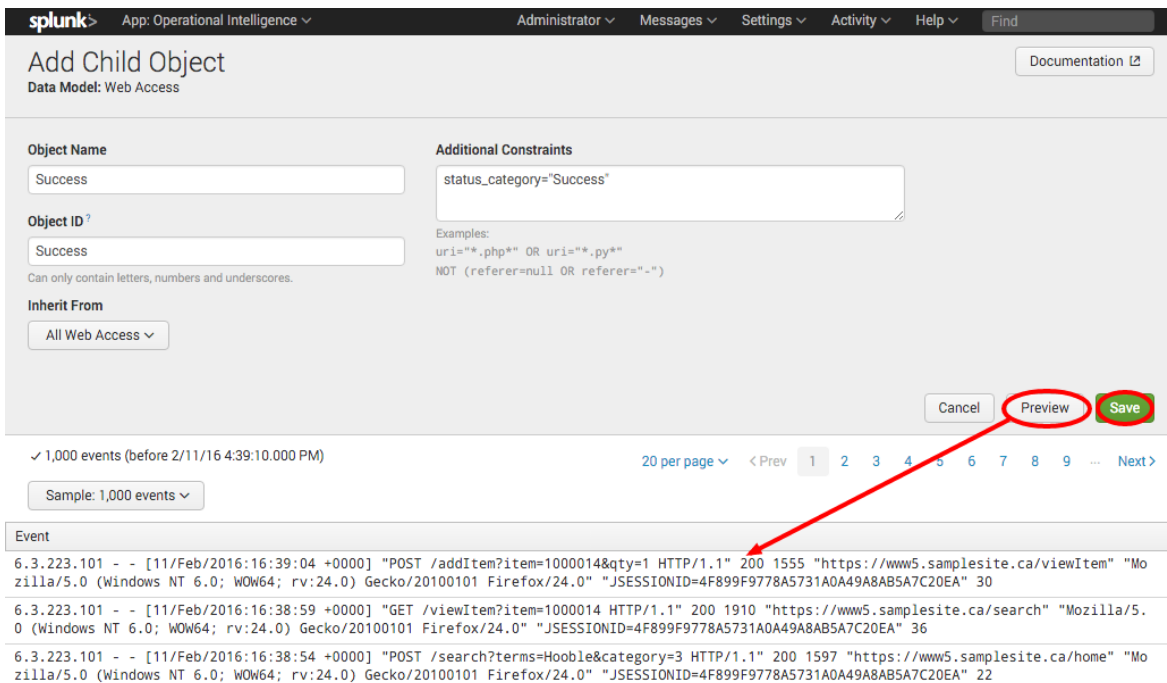 splunk> App: Operational Intelligence Administrator Messages Settings Activity Help Find
Add Child Object
Documentation
Data Model: Web Access
Object Name
Additional Constraints
Success
status_category="Success"
Object ID ?
Examples:
Success
uri="*.php*" OR uri="*.py*"
NOT (referer=null OR referer="-")
Can only contain letters, numbers and underscores.
Inherit From
All Web Access
Cancel Preview Save
✓ 1,000 events (before 2/11/16 4:39:10.000 PM)
20 per page < Prev 1 2 3 4 5 6 7 8 9 ... Next >
Sample: 1,000 events
Event
6.3.223.101 - - [11/Feb/2016:16:39:04 +0000] "POST /addItem?item=1000014&qty=1 HTTP/1.1" 200 1555 "https://www5.samplesite.ca/viewItem" "Mo
zilla/5.0 (Windows NT 6.0; WOW64; rv:24.0) Gecko/20100101 Firefox/24.0" "JSESSIONID=4F899F9778A5731A0A49A8AB5A7C20EA" 30
6.3.223.101 - - [11/Feb/2016:16:38:59 +0000] "GET /viewItem?item=1000014 HTTP/1.1" 200 1910 "https://www5.samplesite.ca/search" "Mozilla/5.
0 (Windows NT 6.0; WOW64; rv:24.0) Gecko/20100101 Firefox/24.0" "JSESSIONID=4F899F9778A5731A0A49A8AB5A7C20EA" 36
6.3.223.101 - - [11/Feb/2016:16:38:54 +0000] "POST /search?terms=Hooble&category=3 HTTP/1.1" 200 1597 "https://www5.samplesite.ca/home" "Mo
zilla/5.0 (Windows NT 6.0; WOW64; rv:24.0) Gecko/20100101 Firefox/24.0" "JSESSIONID=4F899F9778A5731A0A49A8AB5A7C20EA" 22